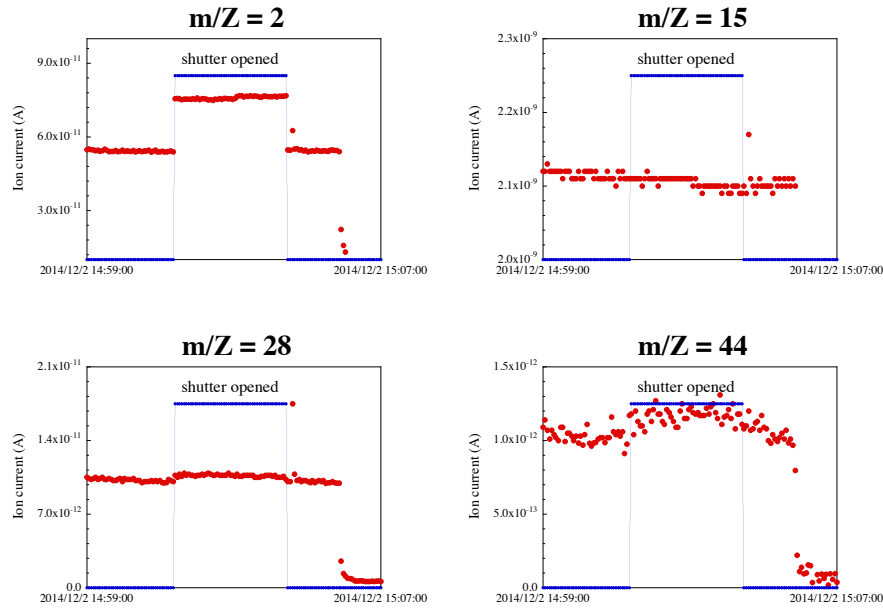 m/Z = 2
shutter opened
Ion current (A)
9.0x10-11
6.0x10-11
3.0x10-11
2014/12/2 14:59:00
2014/12/2 15:07:00
m/Z = 15
shutter opened
Ion current (A)
2.3x10-9
2.2x10-9
2.1x10-9
2.0x10-9
2014/12/2 14:59:00
2014/12/2 15:07:00
m/Z = 28
shutter opened
Ion current (A)
2.1x10-11
1.4x10-11
7.0x10-12
0.0
2014/12/2 14:59:00
2014/12/2 15:07:00
m/Z = 44
shutter opened
Ion current (A)
1.5x10-12
1.0x10-12
5.0x10-13
0.0
2014/12/2 14:59:00
2014/12/2 15:07:00